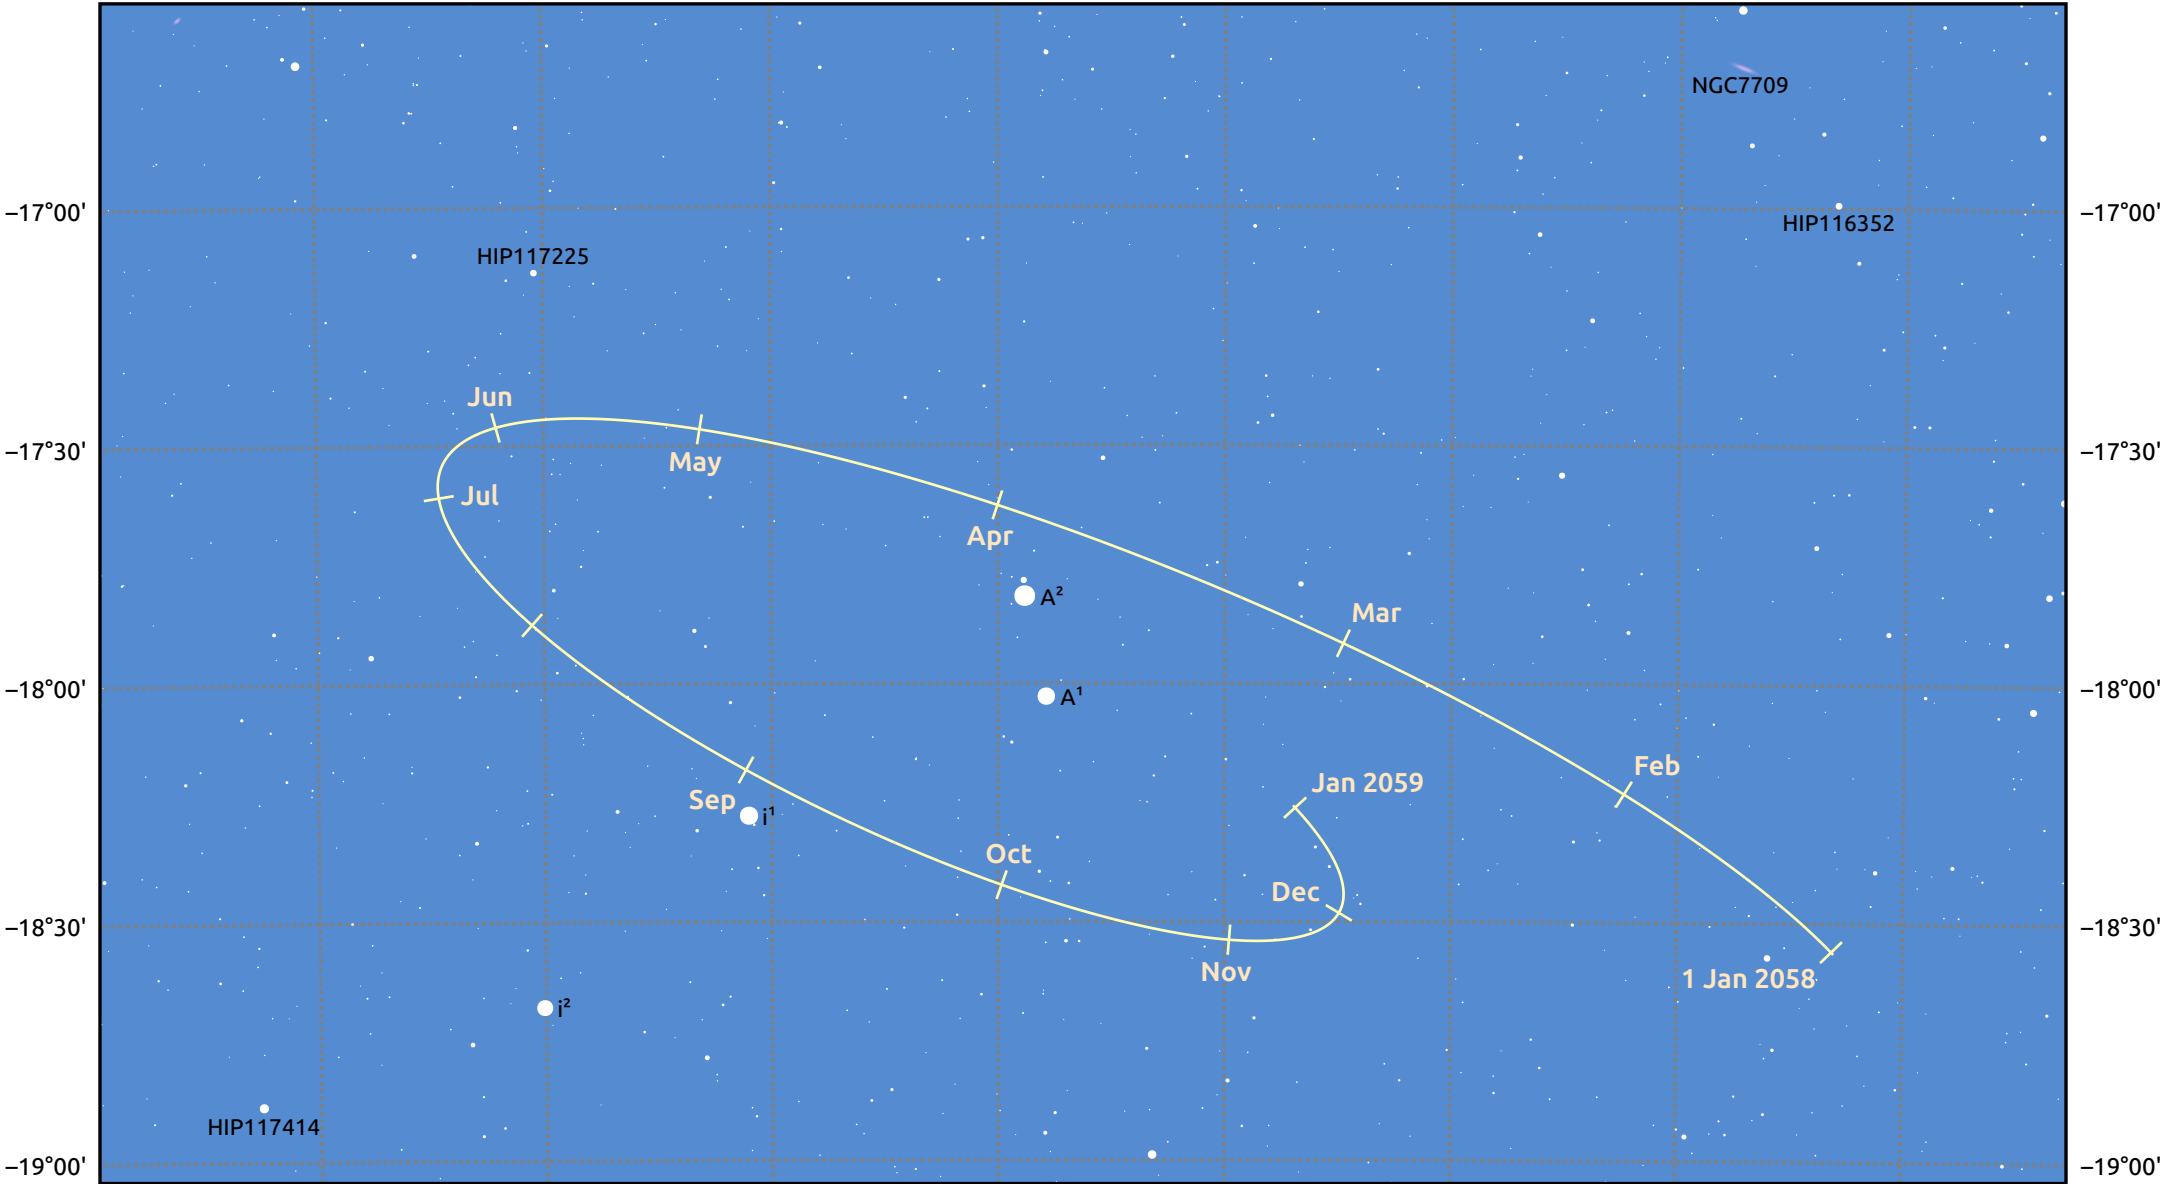 NGC7709
−17°00'
−17°00'
HIP116352
HIP117225
Jun
−17°30'
−17°30'
May
Jul
Apr
A²
Mar
−18°00'
−18°00'
A¹
Feb
Jan 2059
Sep
i¹
Oct
Dec
−18°30'
−18°30'
Nov
1 Jan 2058
i²
HIP117414
−19°00'
−19°00'